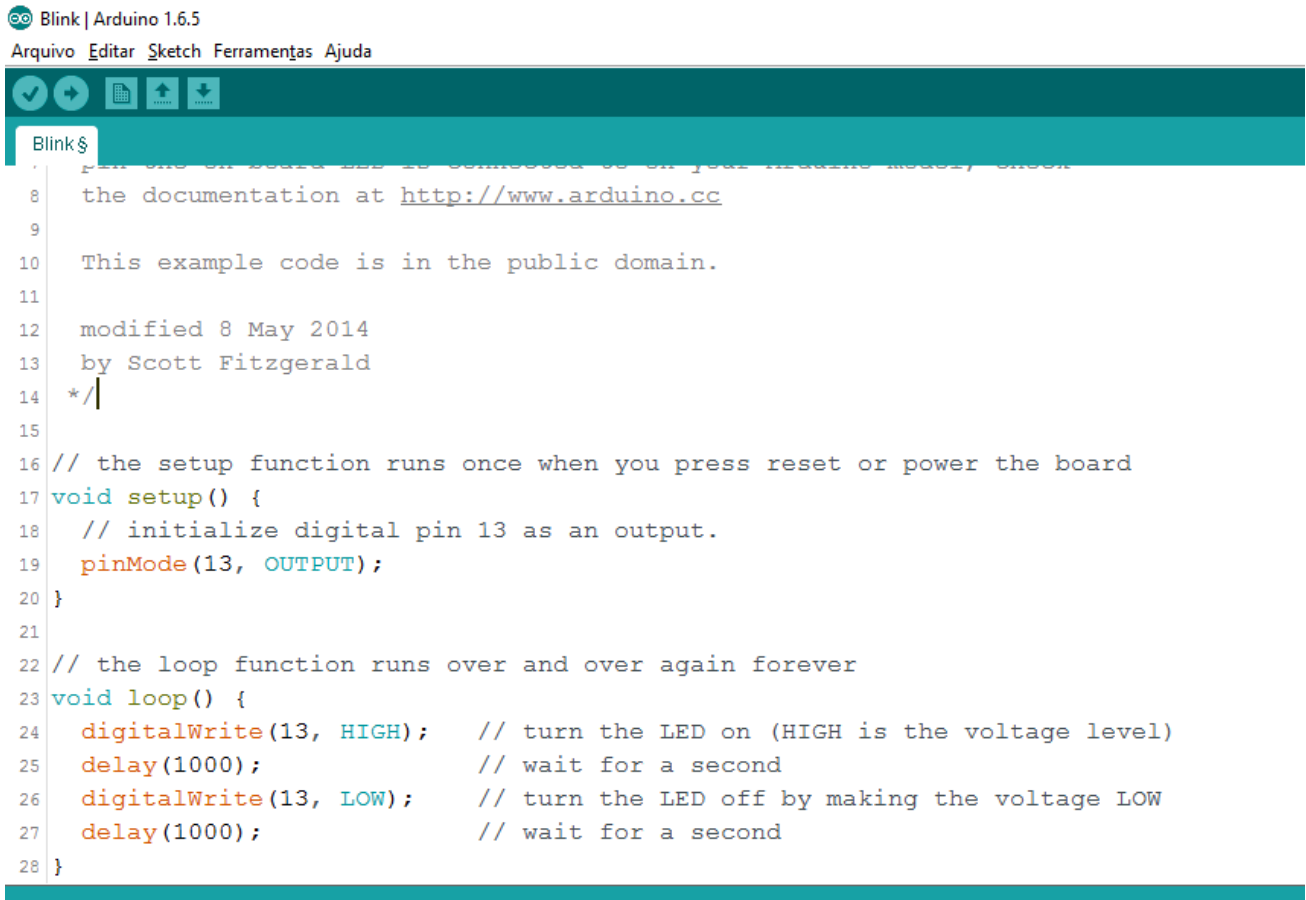 Blink | Arduino 1.6.5
Arquivo Editar Sketch Ferramentas Ajuda
Blink §
8 the documentation at http://www.arduino.cc
9
10 This example code is in the public domain.
11
12 modified 8 May 2014
13 by Scott Fitzgerald
14 */
15
16 // the setup function runs once when you press reset or power the board
17 void setup() {
18 // initialize digital pin 13 as an output.
19 pinMode(13, OUTPUT);
20 }
21
22 // the loop function runs over and over again forever
23 void loop() {
24 digitalWrite(13, HIGH); // turn the LED on (HIGH is the voltage level)
25 delay(1000); // wait for a second
26 digitalWrite(13, LOW); // turn the LED off by making the voltage LOW
27 delay(1000); // wait for a second
28 }